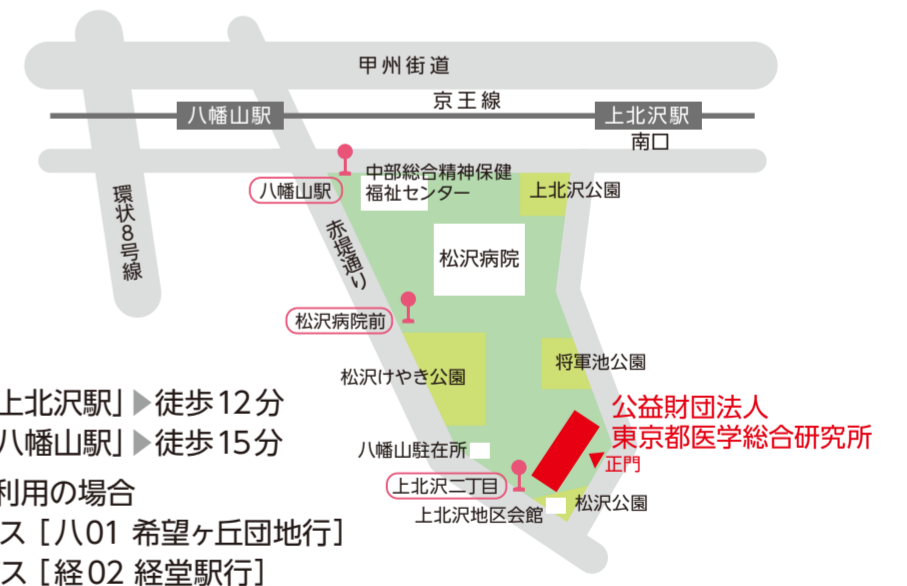 甲州街道
京王線
八幡山駅
上北沢駅
南口
中部総合精神保健
福祉センター
八幡山駅
上北沢公園
環状8号線
赤堤通り
松沢病院
松沢病院前
松沢けやき公園
将軍池公園
上北沢駅」▶徒歩12分
八幡山駅」▶徒歩15分
公益財団法人
東京都医学総合研究所
正門
八幡山駐在所
上北沢二丁目
松沢公園
上北沢地区会館
利用の場合
ス［八01 希望ヶ丘団地行］
ス［経02 経堂駅行］